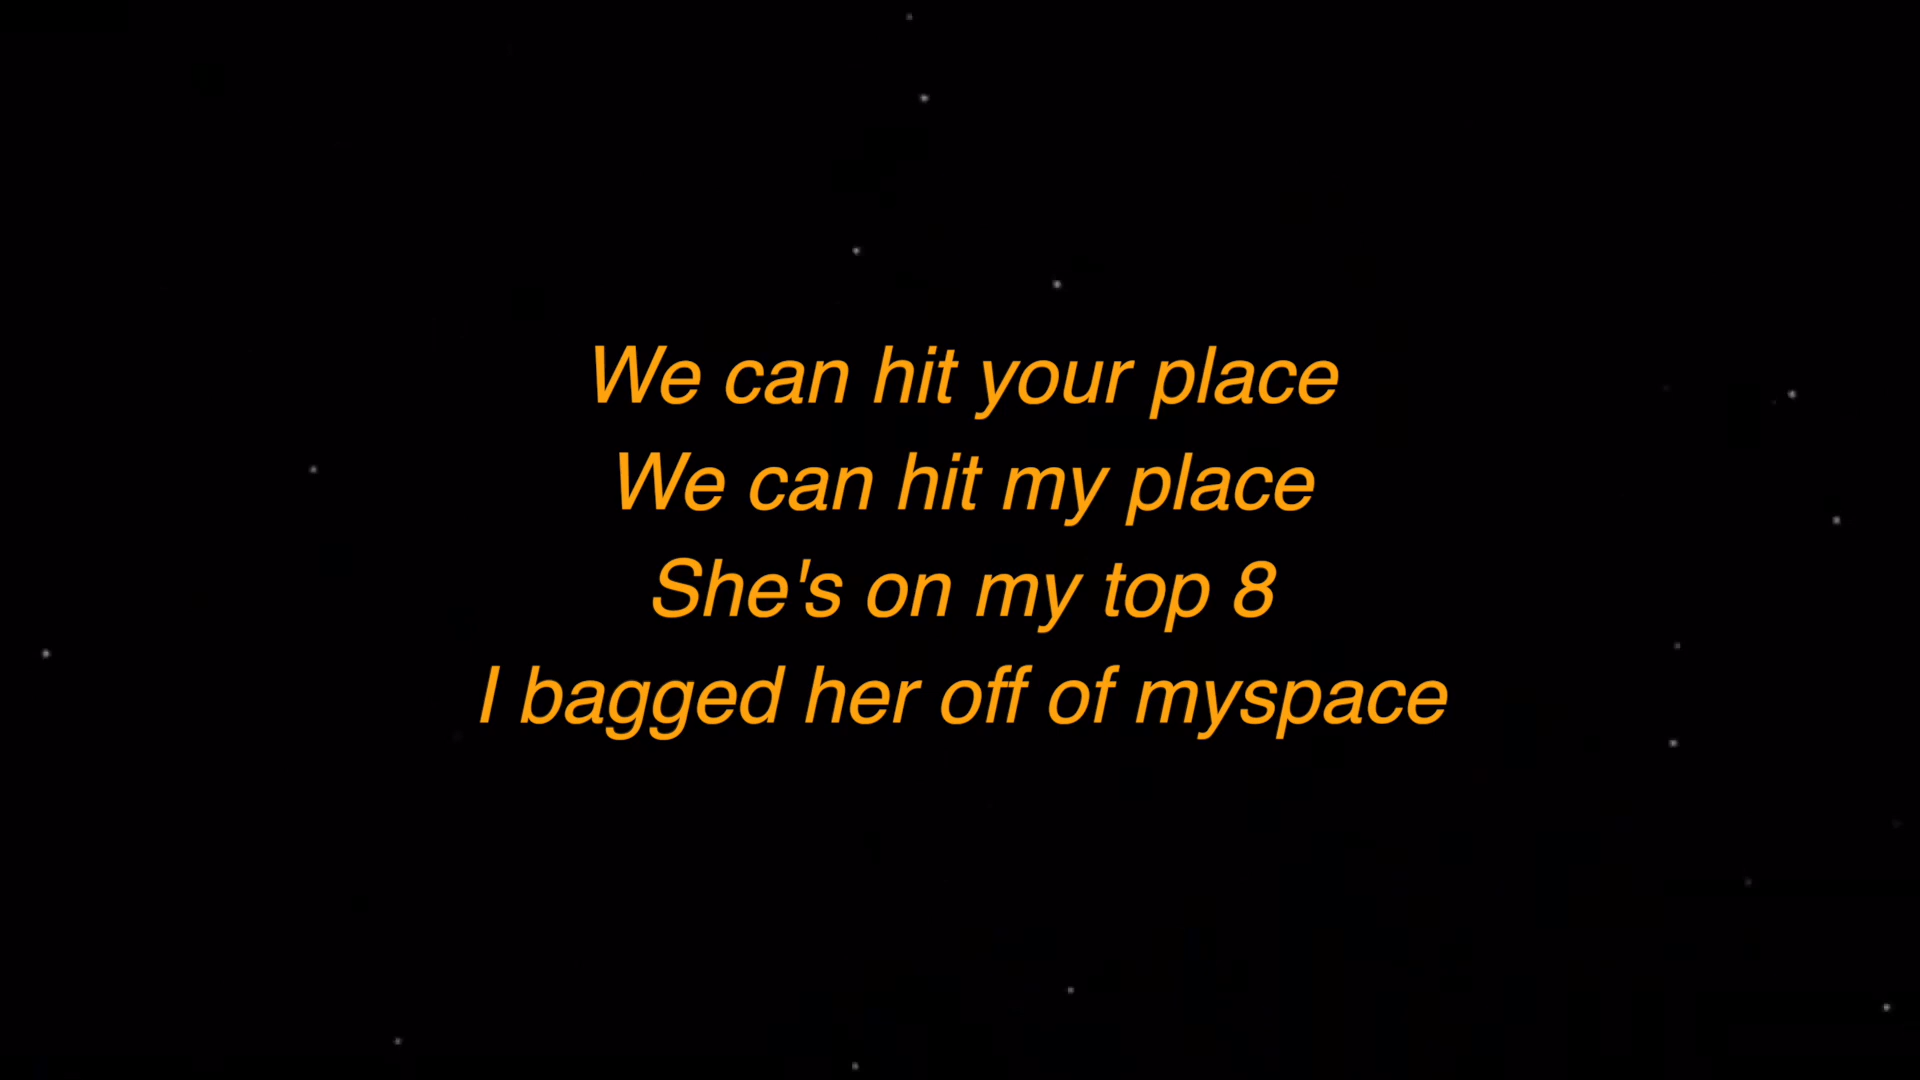 We can hit your place
We can hit my place
She's on my top 8
I bagged her off of myspace